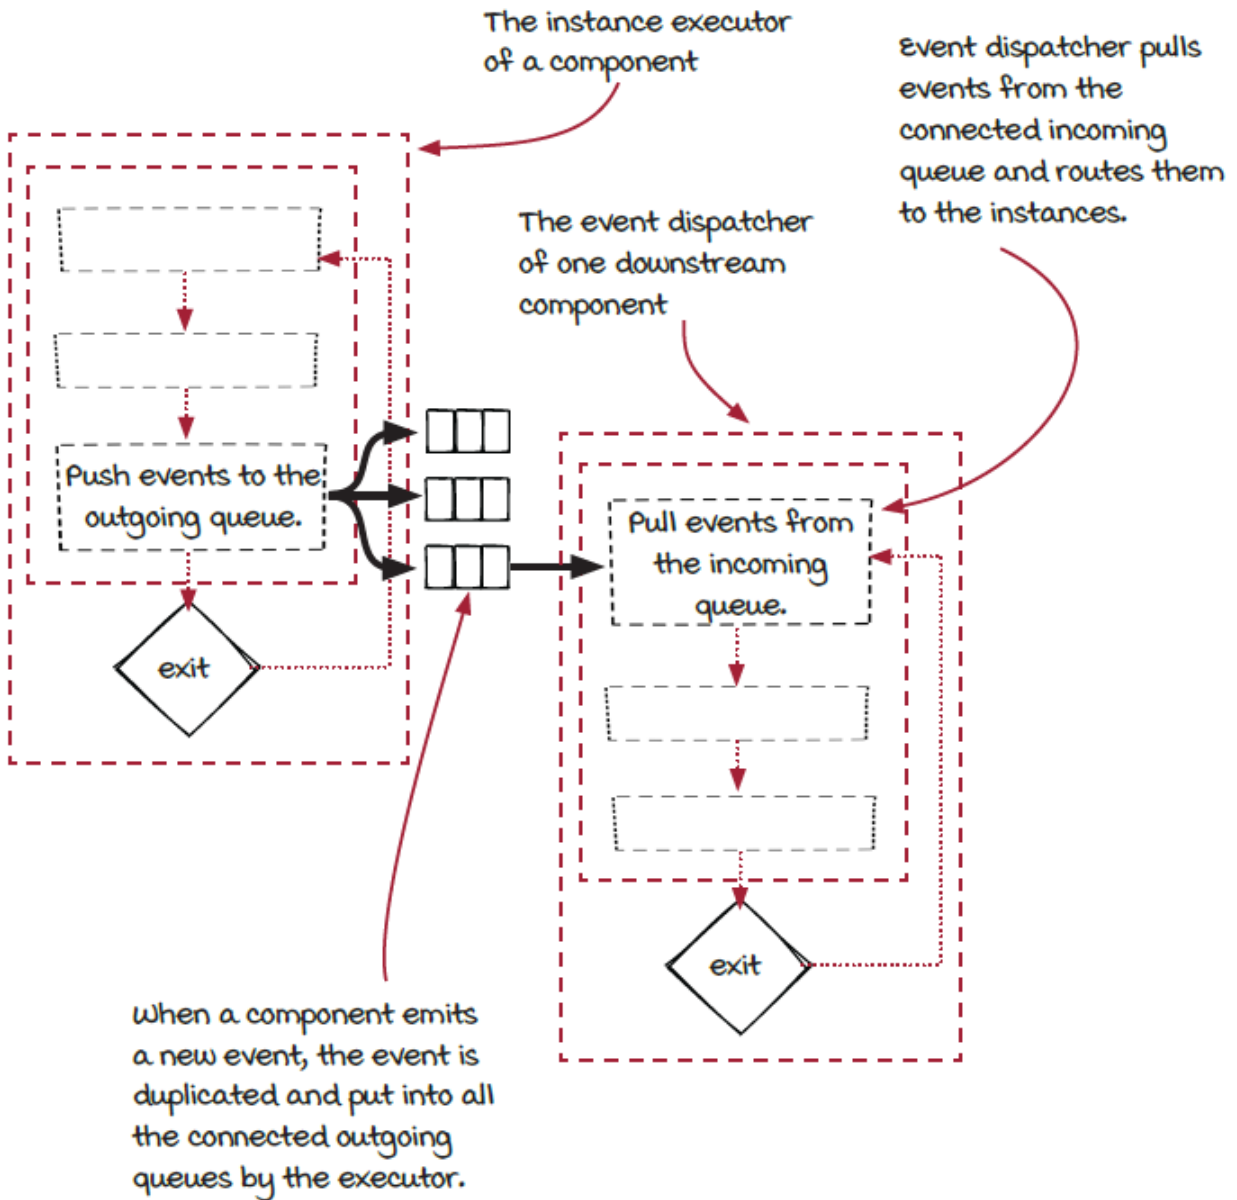 The instance executor
of a component
Event dispatcher pulls
events from the
connected incoming
queue and routes them
to the instances.
The event dispatcher
of one downstream
component
Push events to the
outgoing queue.
exit
Pull events from
the incoming
queue.
exit
When a component emits
a new event, the event is
duplicated and put into all
the connected outgoing
queues by the executor.